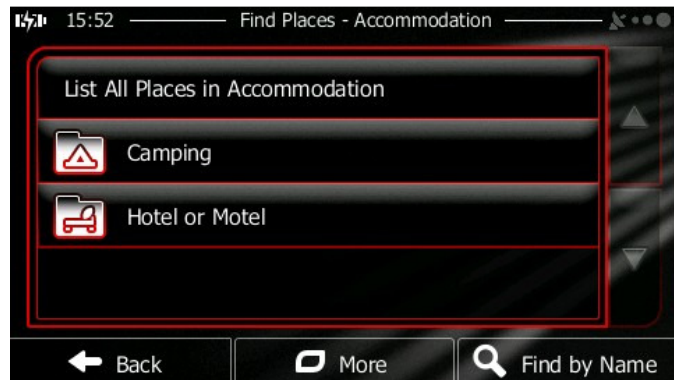 15:52 Find Places - Accommodation
List All Places in Accommodation
Camping
Hotel or Motel
Back More Find by Name